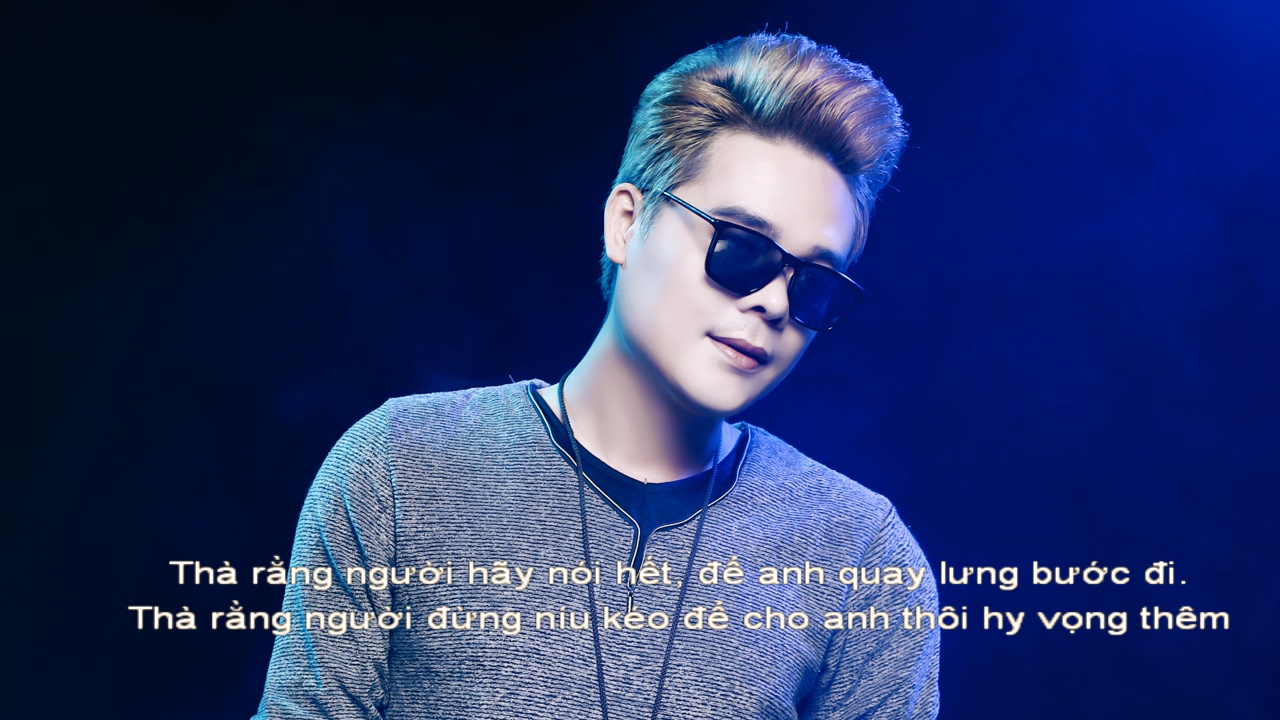 Thà rằng người hãy nói hết, để anh quay lưng bước đi.
Thà rằng người đừng níu kéo để cho anh thôi hy vọng thêm